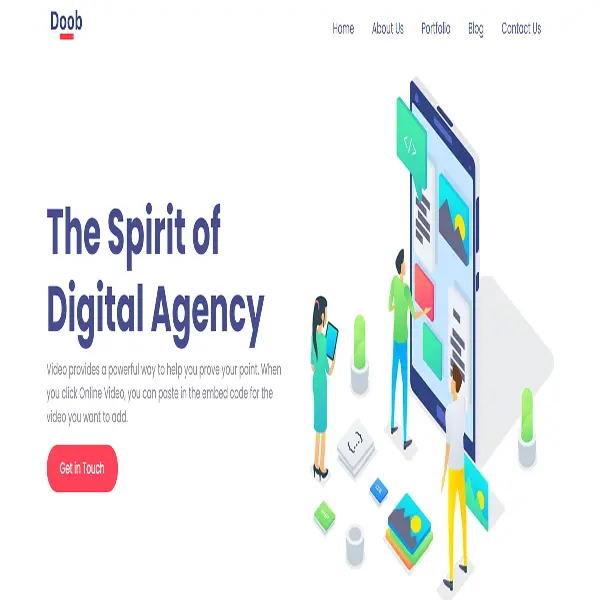 Doob
Home About Us Portfolio Blog Contact Us
</>
The Spirit of
Digital Agency
Video provides a powerful way to help you prove your point. When
you click Online Video, you can paste in the embed code for the
video you want to add.
Get in Touch
{...}